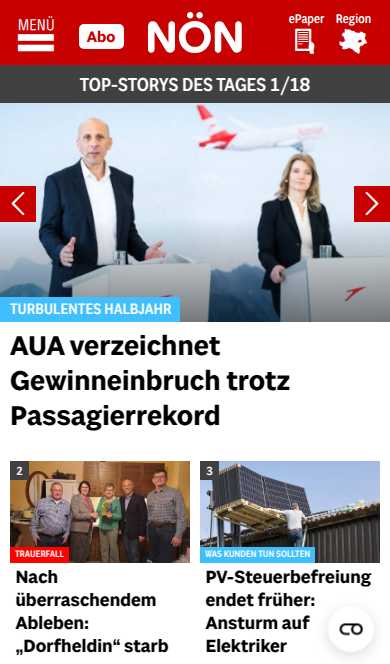 MENÜ
Abo
NÖN
ePaper
Region
TOP-STORYS DES TAGES 1/18
TURBULENTES HALBJAHR
AUA verzeichnet
Gewinneinbruch trotz
Passagierrekord
2
TRAUERFALL
Nach
überraschendem
Ableben:
„Dorfheldin“ starb
3
WAS KUNDEN TUN SOLLTEN
PV-Steuerbefreiung
endet früher:
Ansturm auf
Elektriker